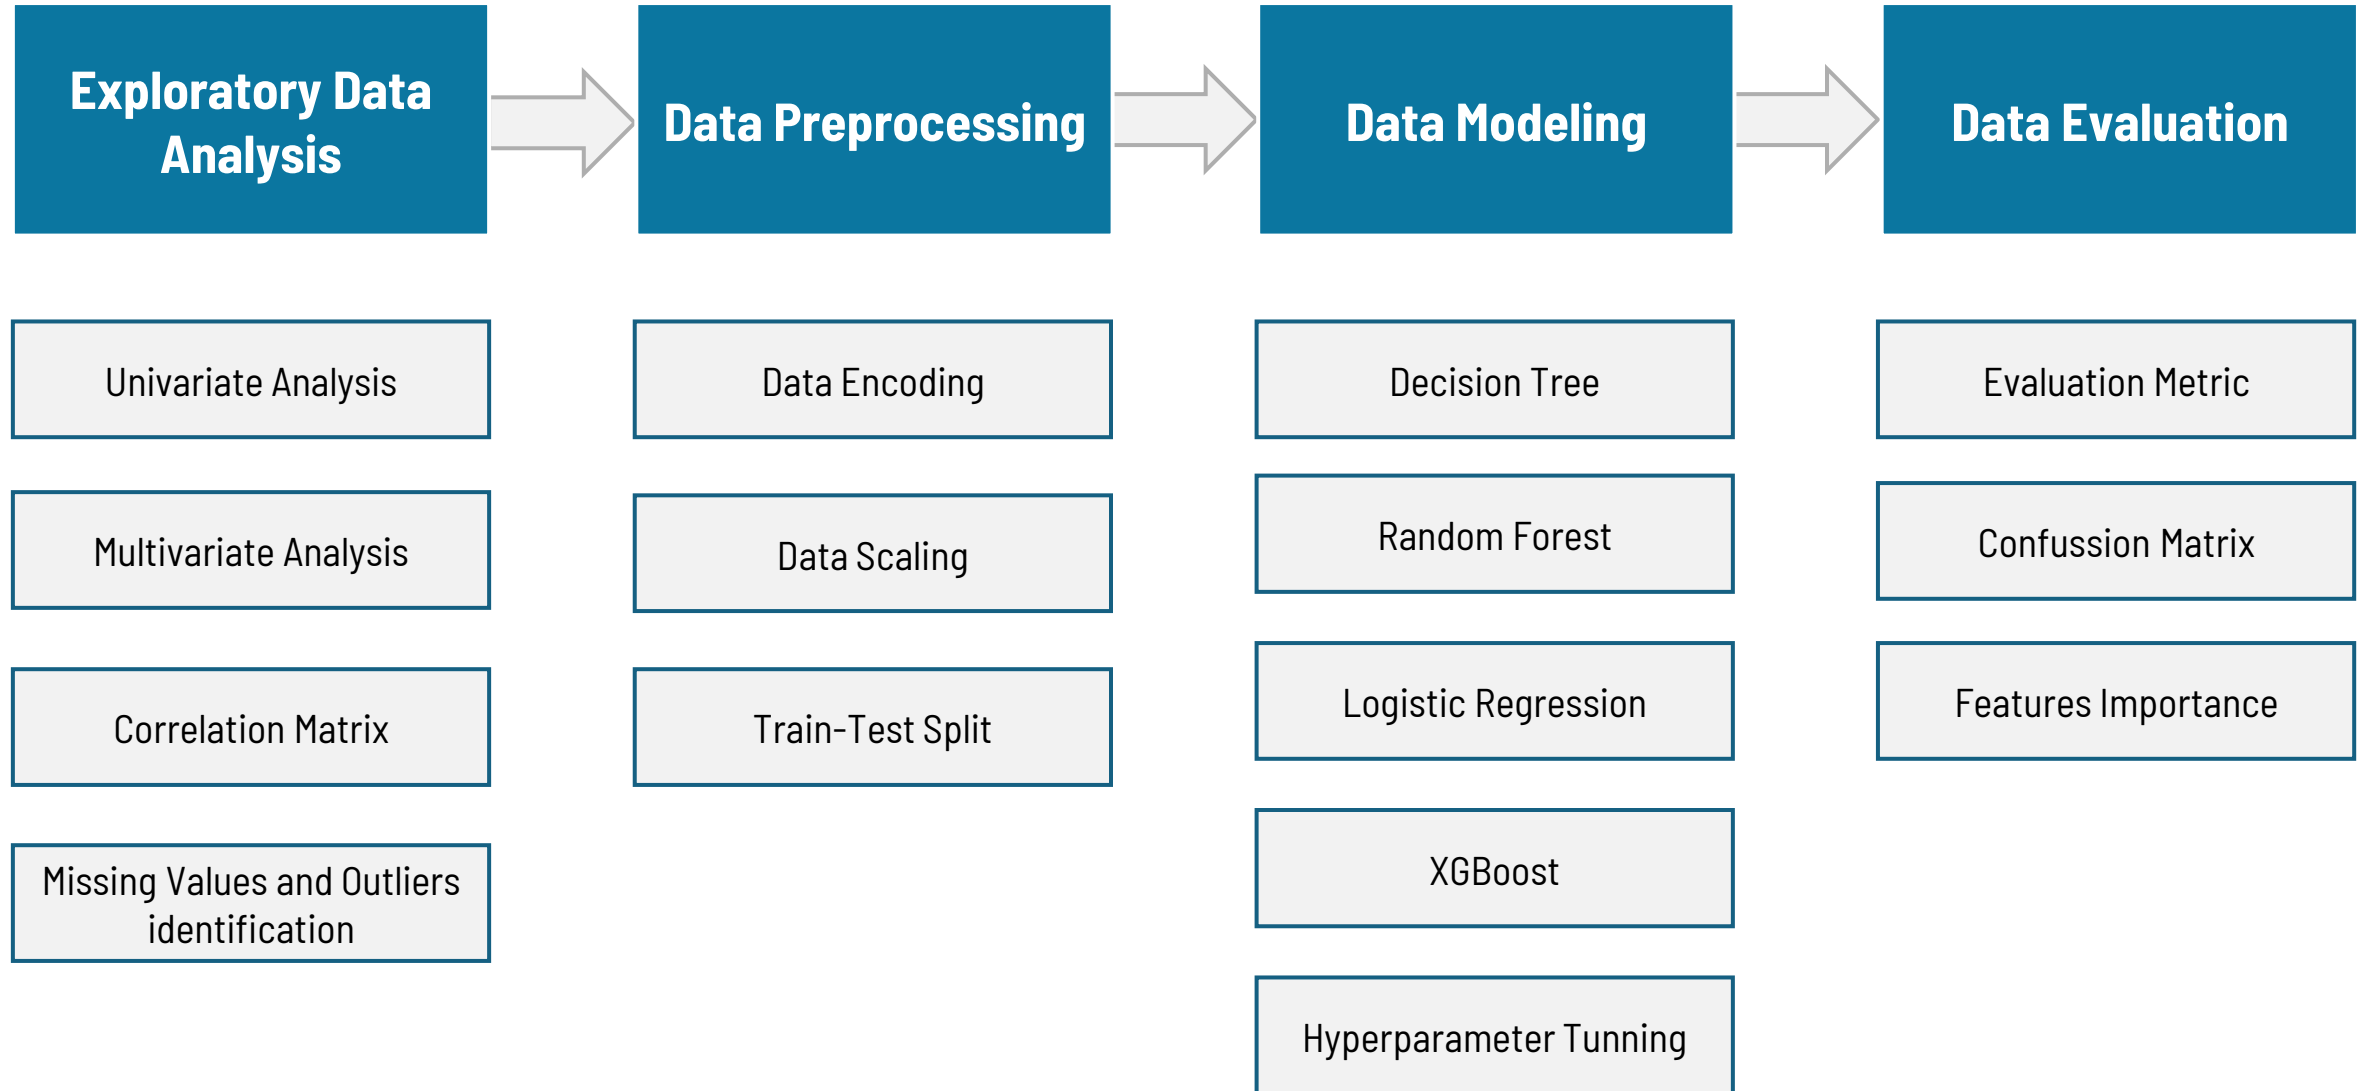 Exploratory Data
Analysis
Data Preprocessing
Data Modeling
Data Evaluation
Univariate Analysis
Multivariate Analysis
Correlation Matrix
Missing Values and Outliers
identification
Data Encoding
Data Scaling
Train-Test Split
Decision Tree
Random Forest
Logistic Regression
XGBoost
Hyperparameter Tunning
Evaluation Metric
Confussion Matrix
Features Importance